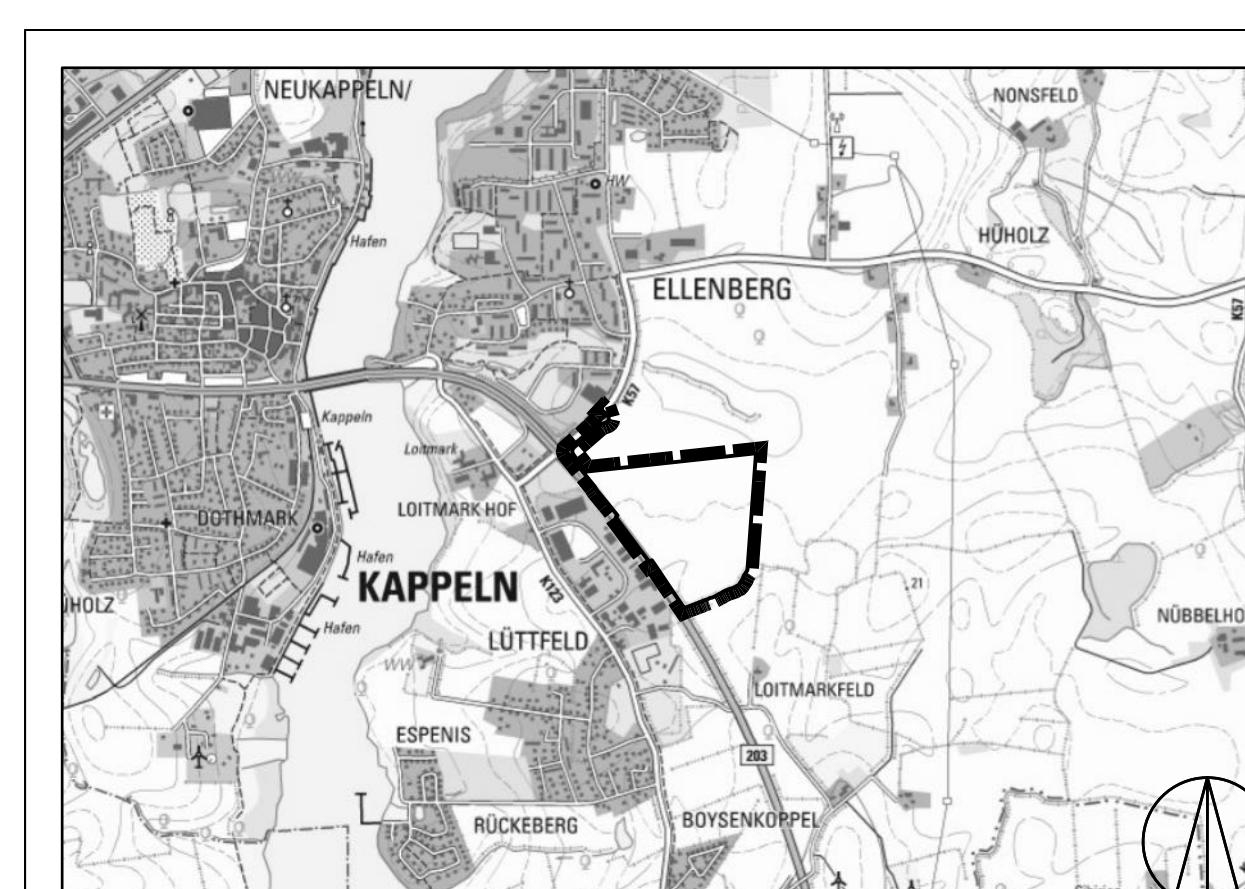 NEUKAPPELN/
NONSFELD
HW
Hafen
HÜHOLZ
ELLENBERG
K57
K57
Kappeln
Loitmark
LOITMARK HOF
DOTHMARK
Hafen
KAPPELN
K123
21
HOLZ
Hafen
LÜTTFELD
NÜBBELHO
WW
LOITMARKFELD
ESPENIS
203
RÜCKEBERG
BOYSENKOPPEL